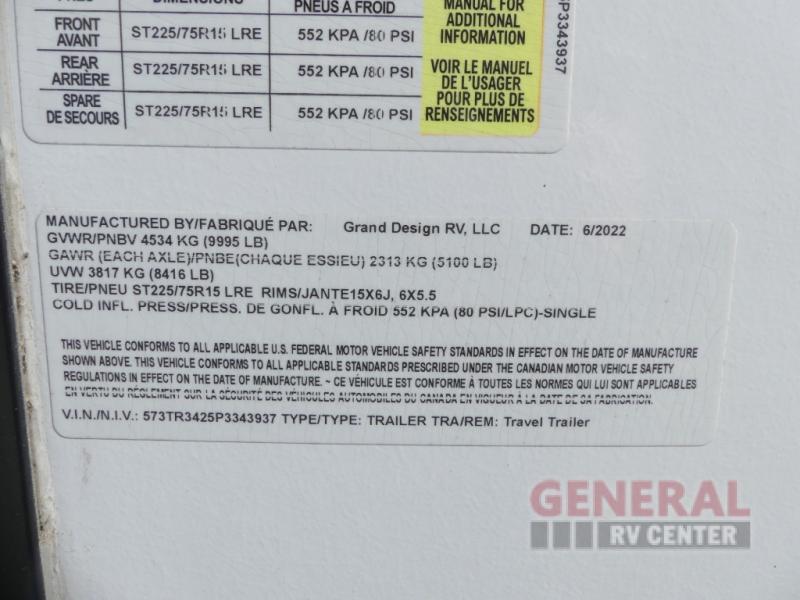 DIMENSIONS
PNEUS À FROID
FRONT
AVANT
ST225/75R15 LRE
552 KPA /80 PSI
REAR
ARRIÈRE
ST225/75R15 LRE
552 KPA /80 PSI
SPARE
DE SECOURS
ST225/75R15 LRE
552 KPA /80 PSI
MANUAL FOR
ADDITIONAL
INFORMATION
VOIR LE MANUEL
DE L'USAGER
POUR PLUS DE
RENSEIGNEMENTS
5P3343937
MANUFACTURED BY/FABRIQUÉ PAR: Grand Design RV, LLC DATE: 6/2022
GVWR/PNBV 4534 KG (9995 LB)
GAWR (EACH AXLE)/PNBE(CHAQUE ESSIEU) 2313 KG (5100 LB)
UVW 3817 KG (8416 LB)
TIRE/PNEU ST225/75R15 LRE RIMS/JANTE15X6J, 6X5.5
COLD INFL. PRESS/PRESS. DE GONFL. À FROID 552 KPA (80 PSI/LPC)-SINGLE
THIS VEHICLE CONFORMS TO ALL APPLICABLE U.S. FEDERAL MOTOR VEHICLE SAFETY STANDARDS IN EFFECT ON THE DATE OF MANUFACTURE
SHOWN ABOVE. THIS VEHICLE CONFORMS TO ALL APPLICABLE STANDARDS PRESCRIBED UNDER THE CANADIAN MOTOR VEHICLE SAFETY
REGULATIONS IN EFFECT ON THE DATE OF MANUFACTURE. ~ CE VÉHICULE EST CONFORME À TOUTES LES NORMES QUI LUI SONT APPLICABLES
EN VERTU DU RÈGLEMENT SUR LA SÉCURITÉ DES VÉHICULES AUTOMOBILES DU CANADA EN VIGUEUR À LA DATE DE SA FABRICATION.
V.I.N./N.I.V.: 573TR3425P3343937 TYPE/TYPE: TRAILER TRA/REM: Travel Trailer
GENERAL
RV CENTER